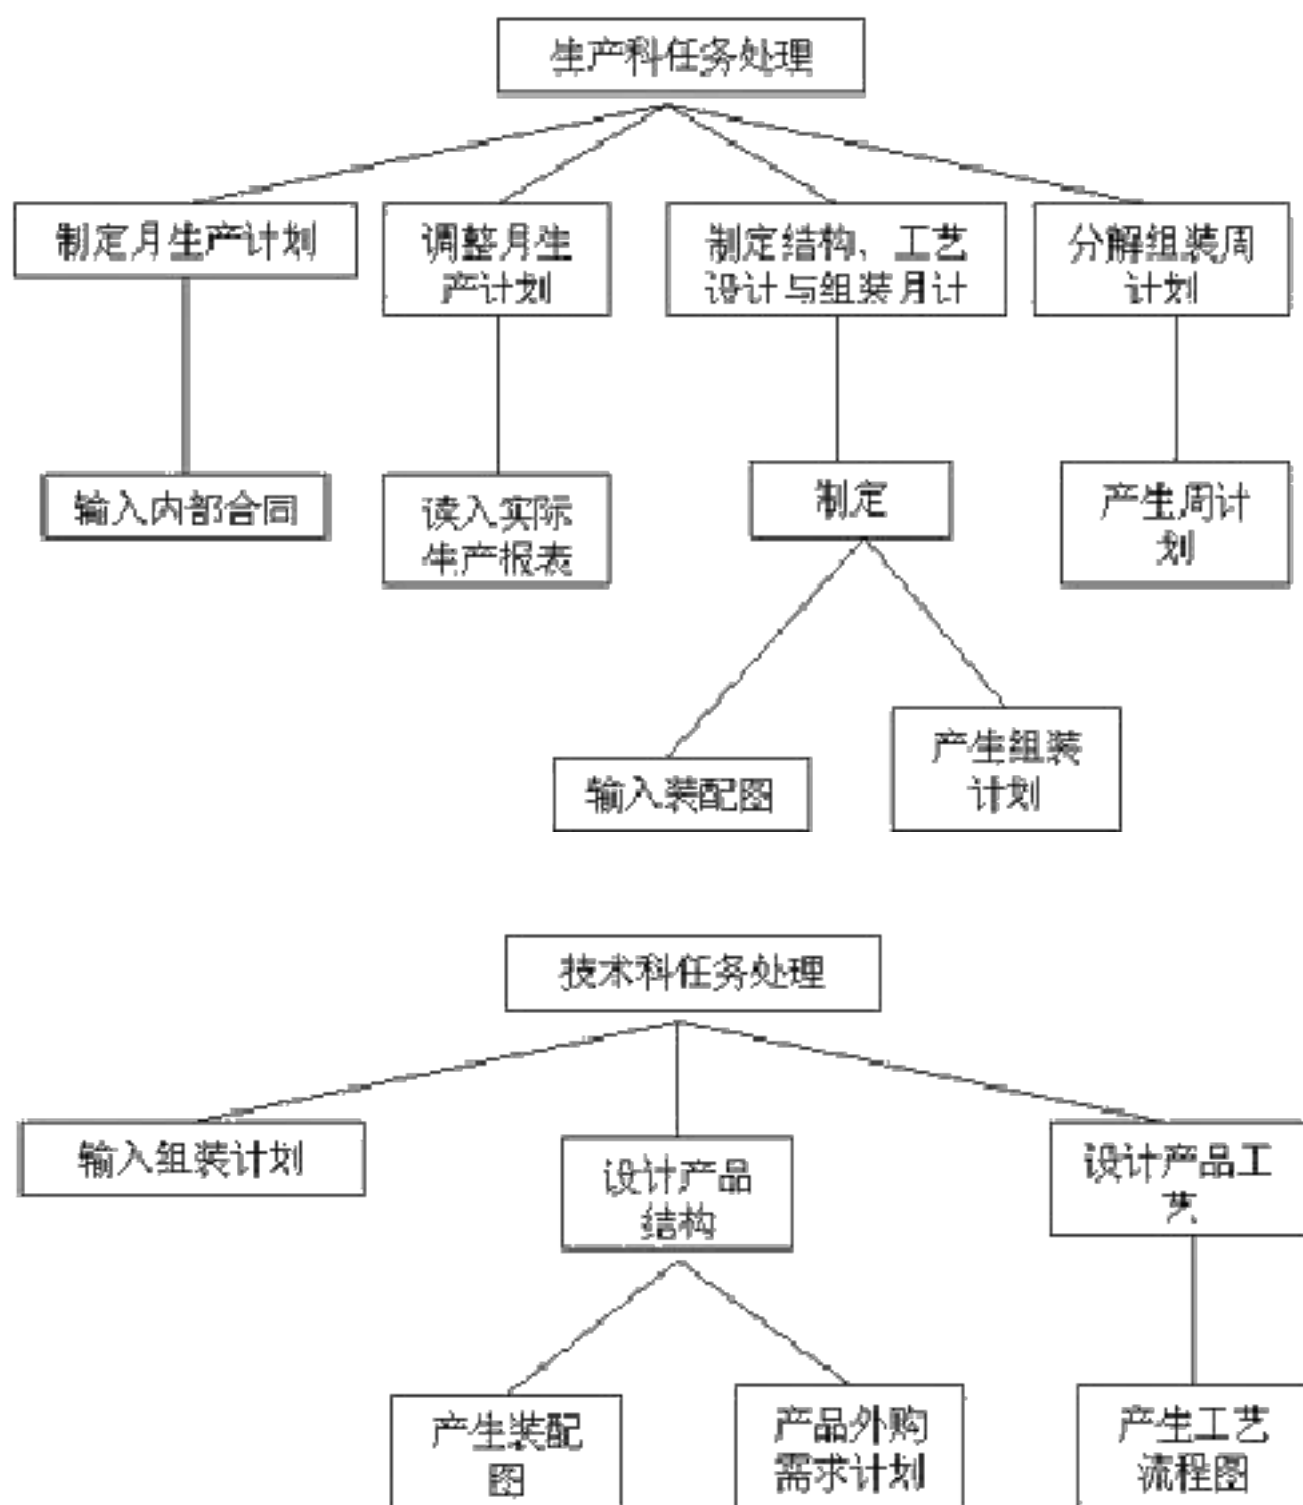 生产科任务处理
制定月生产计划
调整月生
产计划
制定结构、工艺
设计与组装月计
分解组装周
计划
输入内部合同
读入实际
生产报表
制定
产生周计
划
输入装配图
产生组装
计划
技术科任务处理
输入组装计划
设计产品
结构
设计产品工
艺
产生装配
图
产品外购
需求计划
产生工艺
流程图